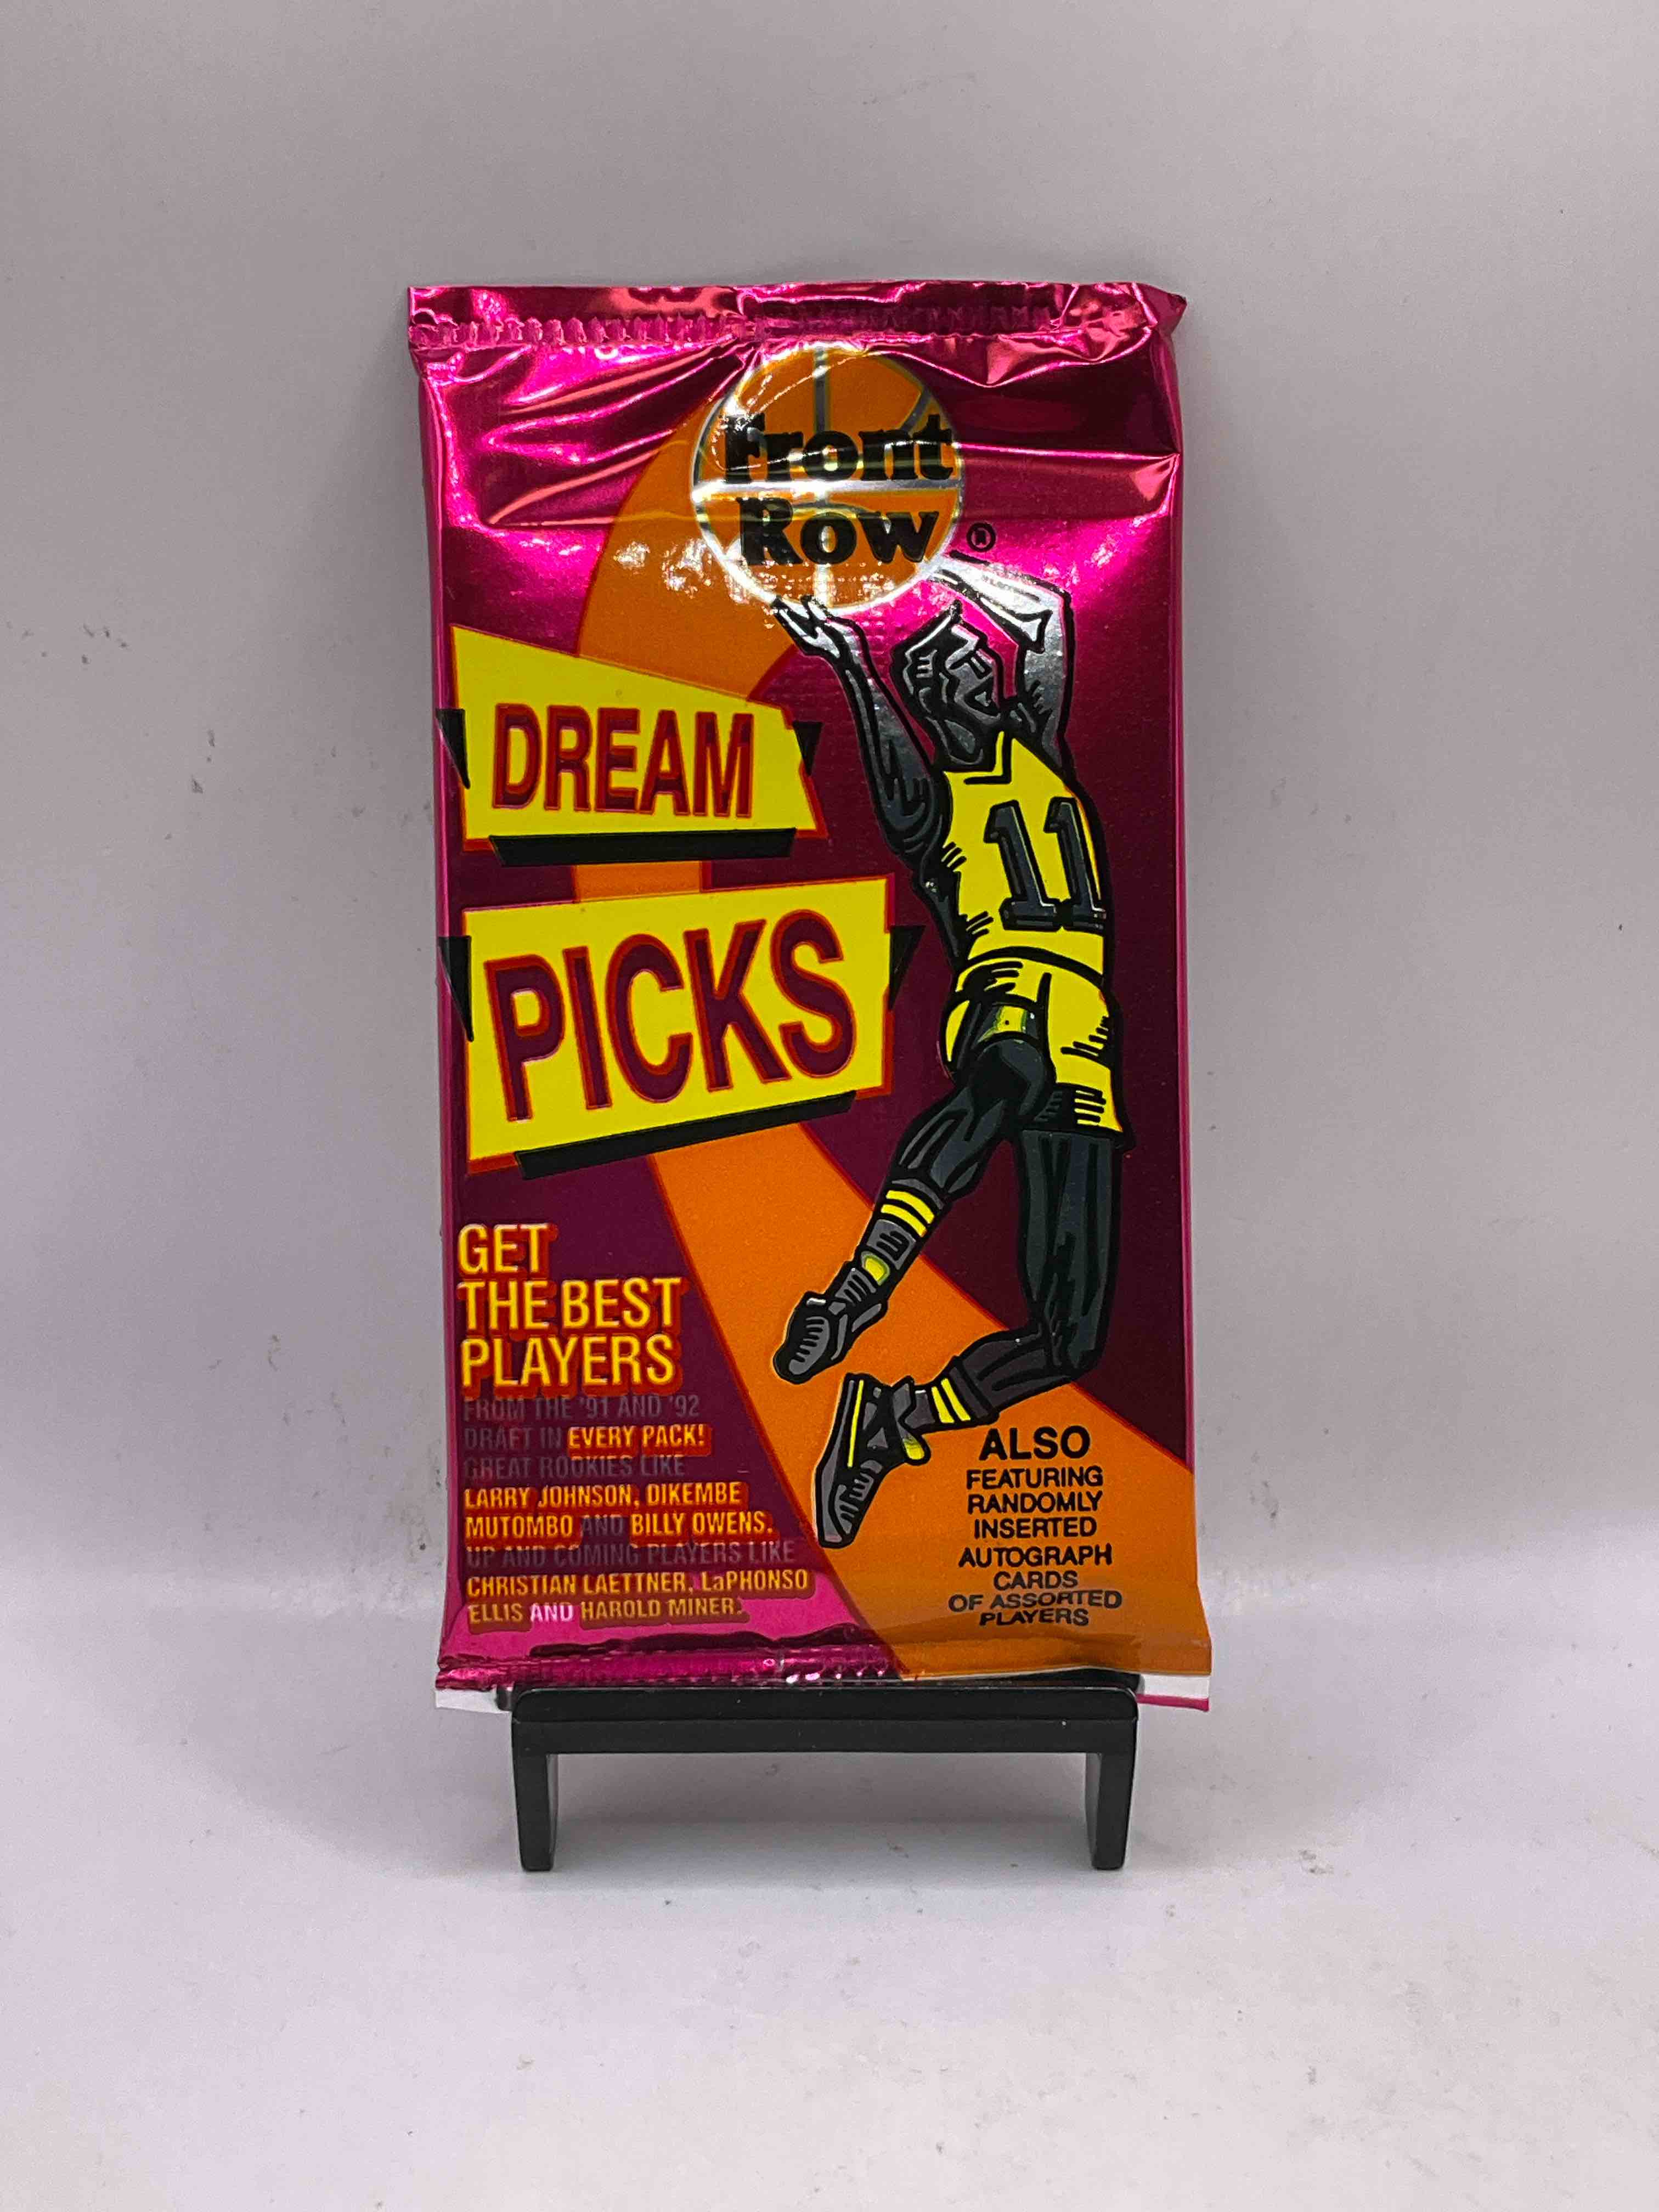 Front
Row
®
DREAM
PICKS
11
GET
THE BEST
PLAYERS
FROM THE '91 AND '92
DRAFT IN EVERY PACK!
GREAT ROOKIES LIKE
LARRY JOHNSON, DIKEMBE
MUTOMBO AND BILLY OWENS.
UP AND COMING PLAYERS LIKE
CHRISTIAN LAETTNER, LaPHONSO
ELLIS AND HAROLD MINER.
ALSO
FEATURING
RANDOMLY
INSERTED
AUTOGRAPH
CARDS
OF ASSORTED
PLAYERS